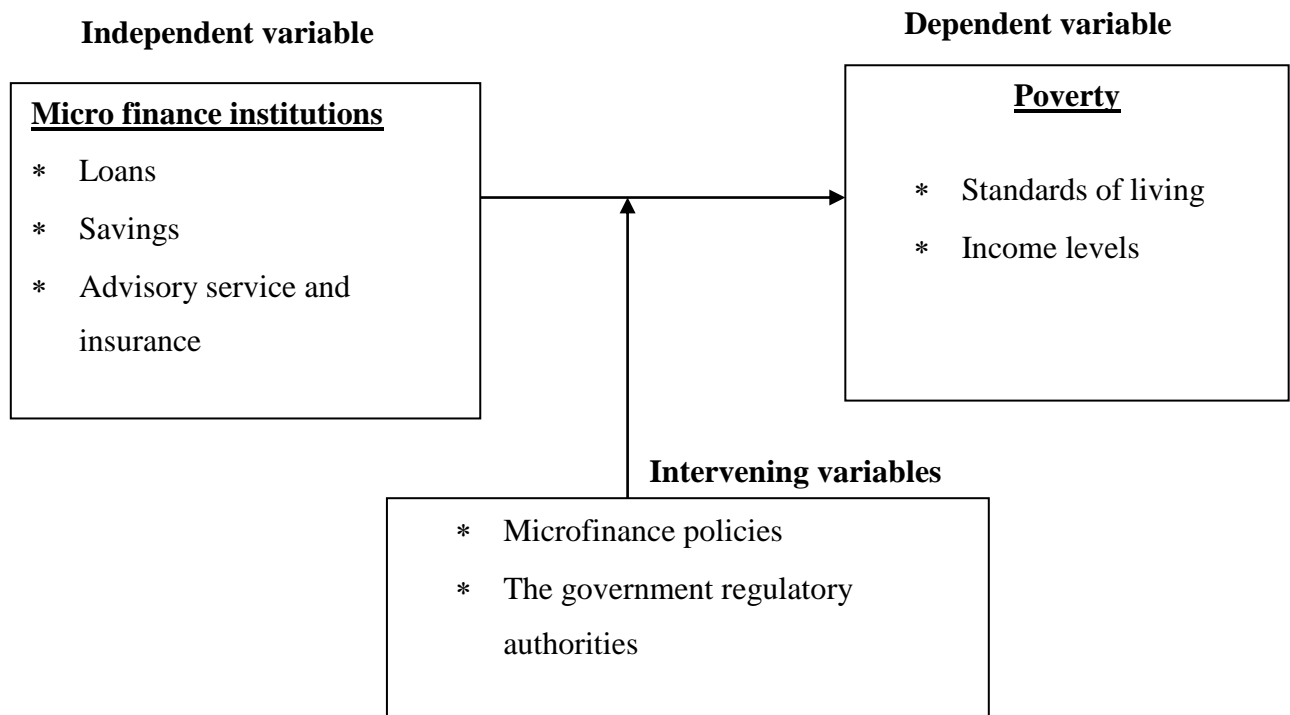 Independent variable
Dependent variable
Micro finance institutions
* Loans
* Savings
* Advisory service and
insurance
Poverty
* Standards of living
* Income levels
Intervening variables
* Microfinance policies
* The government regulatory
authorities